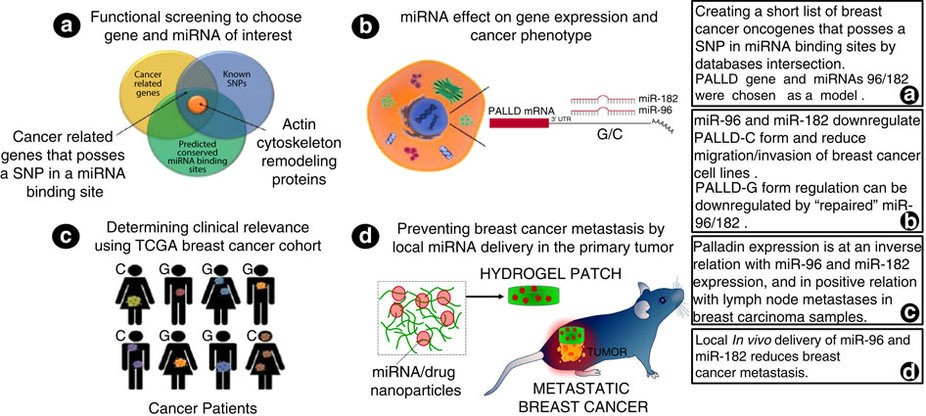 a
Functional screening to choose
gene and miRNA of interest
Cancer
related
genes
Known
SNPs
Predicted
conserved
miRNA binding
sites
Cancer related
genes that posses
a SNP in a miRNA
binding site
Actin
cytoskeleton
remodeling
proteins
b
miRNA effect on gene expression and
cancer phenotype
PALLD mRNA
3' UTR
miR-182
miR-96
G/C
AAAAA
c
Determining clinical relevance
using TCGA breast cancer cohort
C G G G
C G G C
Cancer Patients
d
Preventing breast cancer metastasis by
local miRNA delivery in the primary tumor
HYDROGEL PATCH
miRNA/drug
nanoparticles
TUMOR
METASTATIC
BREAST CANCER
Creating a short list of breast
cancer oncogenes that posses a
SNP in miRNA binding sites by
databases intersection.
PALLD gene and miRNAs 96/182
were chosen as a model .
a
miR-96 and miR-182 downregulate
PALLD-C form and reduce
migration/invasion of breast cancer
cell lines .
PALLD-G form regulation can be
downregulated by “repaired” miR-
96/182 .
b
Palladin expression is at an inverse
relation with miR-96 and miR-182
expression, and in positive relation
with lymph node metastases in
breast carcinoma samples.
c
Local In vivo delivery of miR-96 and
miR-182 reduces breast
cancer metastasis.
d